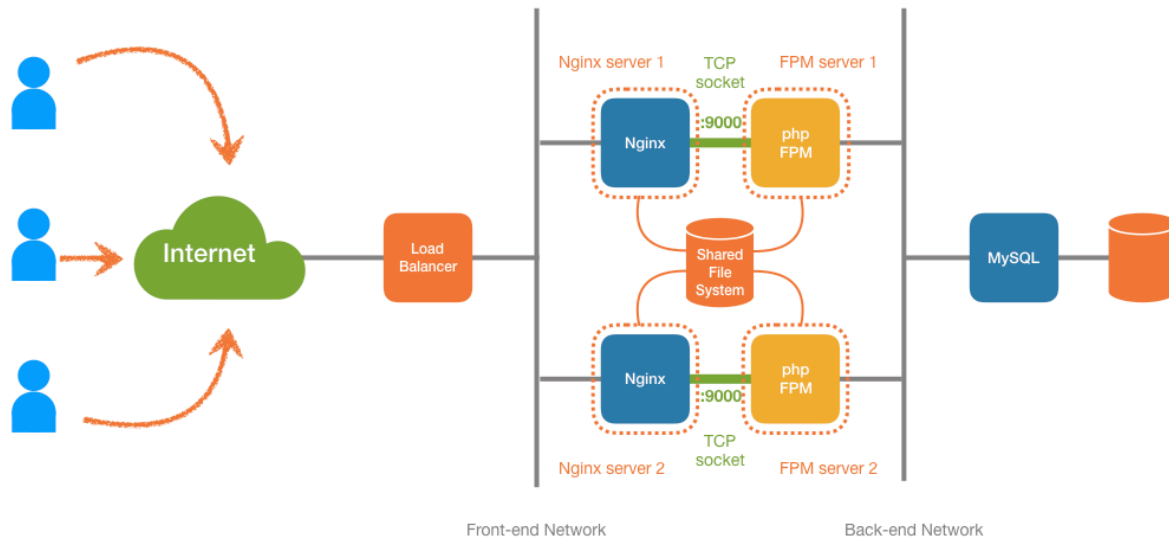 Nginx server 1
TCP
socket
FPM server 1
:9000
Nginx
php
FPM
Internet
Load
Balancer
Shared
File
System
MySQL
Nginx
php
FPM
:9000
TCP
socket
Nginx server 2
FPM server 2
Front-end Network
Back-end Network